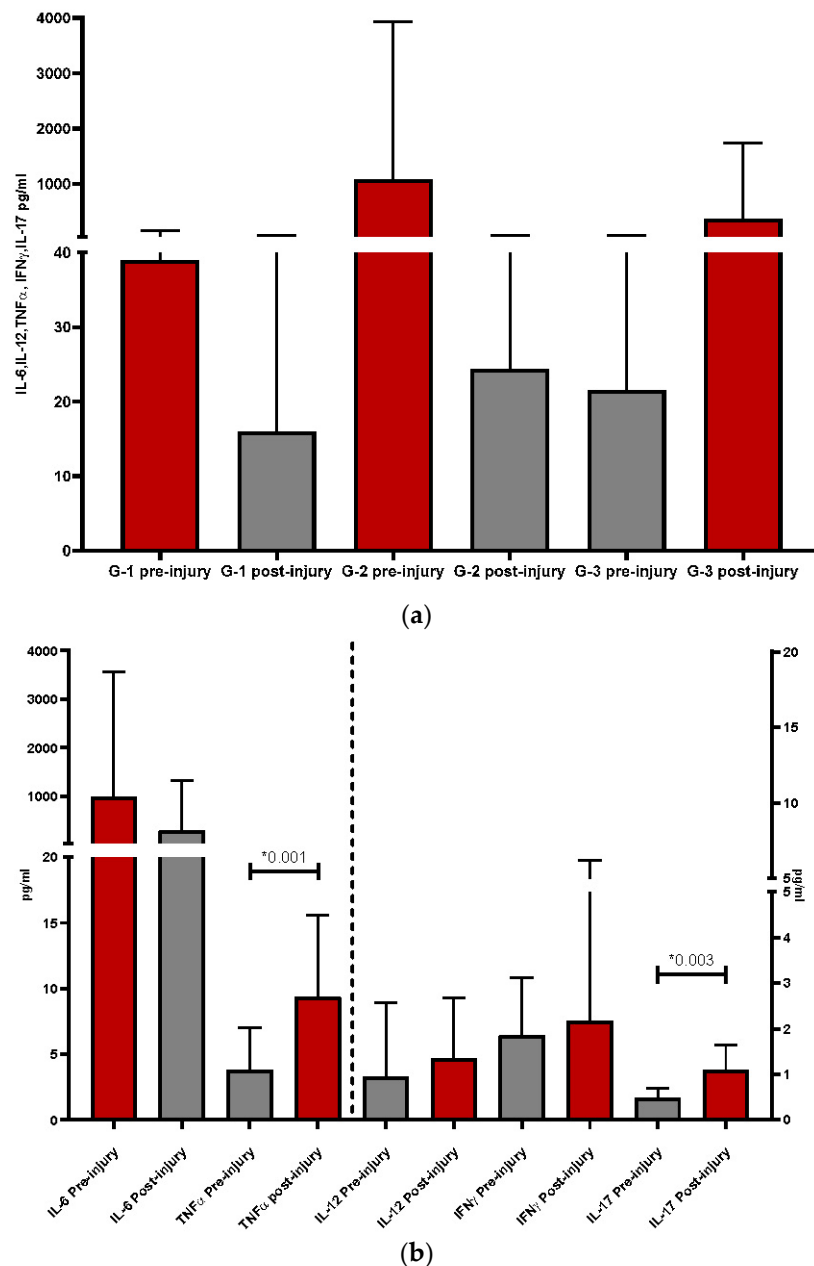 4000
3000
2000
1000
40
30
20
10
0
IL-6,IL-12,TNFα, IFNγ,IL-17 pg/ml
G-1 pre-injury G-1 post-injury G-2 pre-injury G-2 post-injury G-3 pre-injury G-3 post-injury
(a)
4000
3000
2000
1000
20
15
10
5
0
pg/ml
*0.001
*0.003
20
15
10
5
5
4
3
2
1
0
pg/ml
IL-6 Pre-injury
IL-6 Post-injury
TNFα Pre-injury
TNFα post-injury
IL-12 Pre-injury
IL-12 Post-injury
IFNγ Pre-injury
IFNγ Post-injury
IL-17 Pre-injury
IL-17 Post-injury
(b)